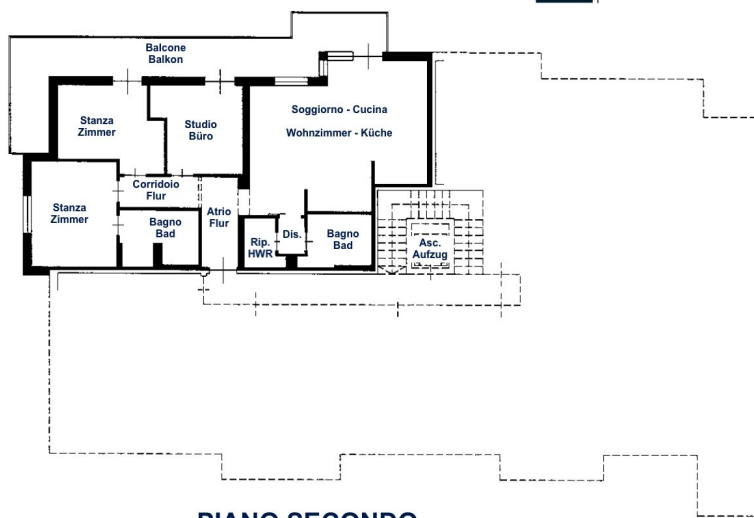 Balcone
Balkon
Stanza
Zimmer
Studio
Büro
Soggiorno - Cucina
Wohnzimmer - Küche
Corridoio
Flur
Stanza
Zimmer
Bagno
Bad
Atrio
Flur
Rip.
HWR
Dis.
Bagno
Bad
Asc.
Aufzug
PIANO SECONDO